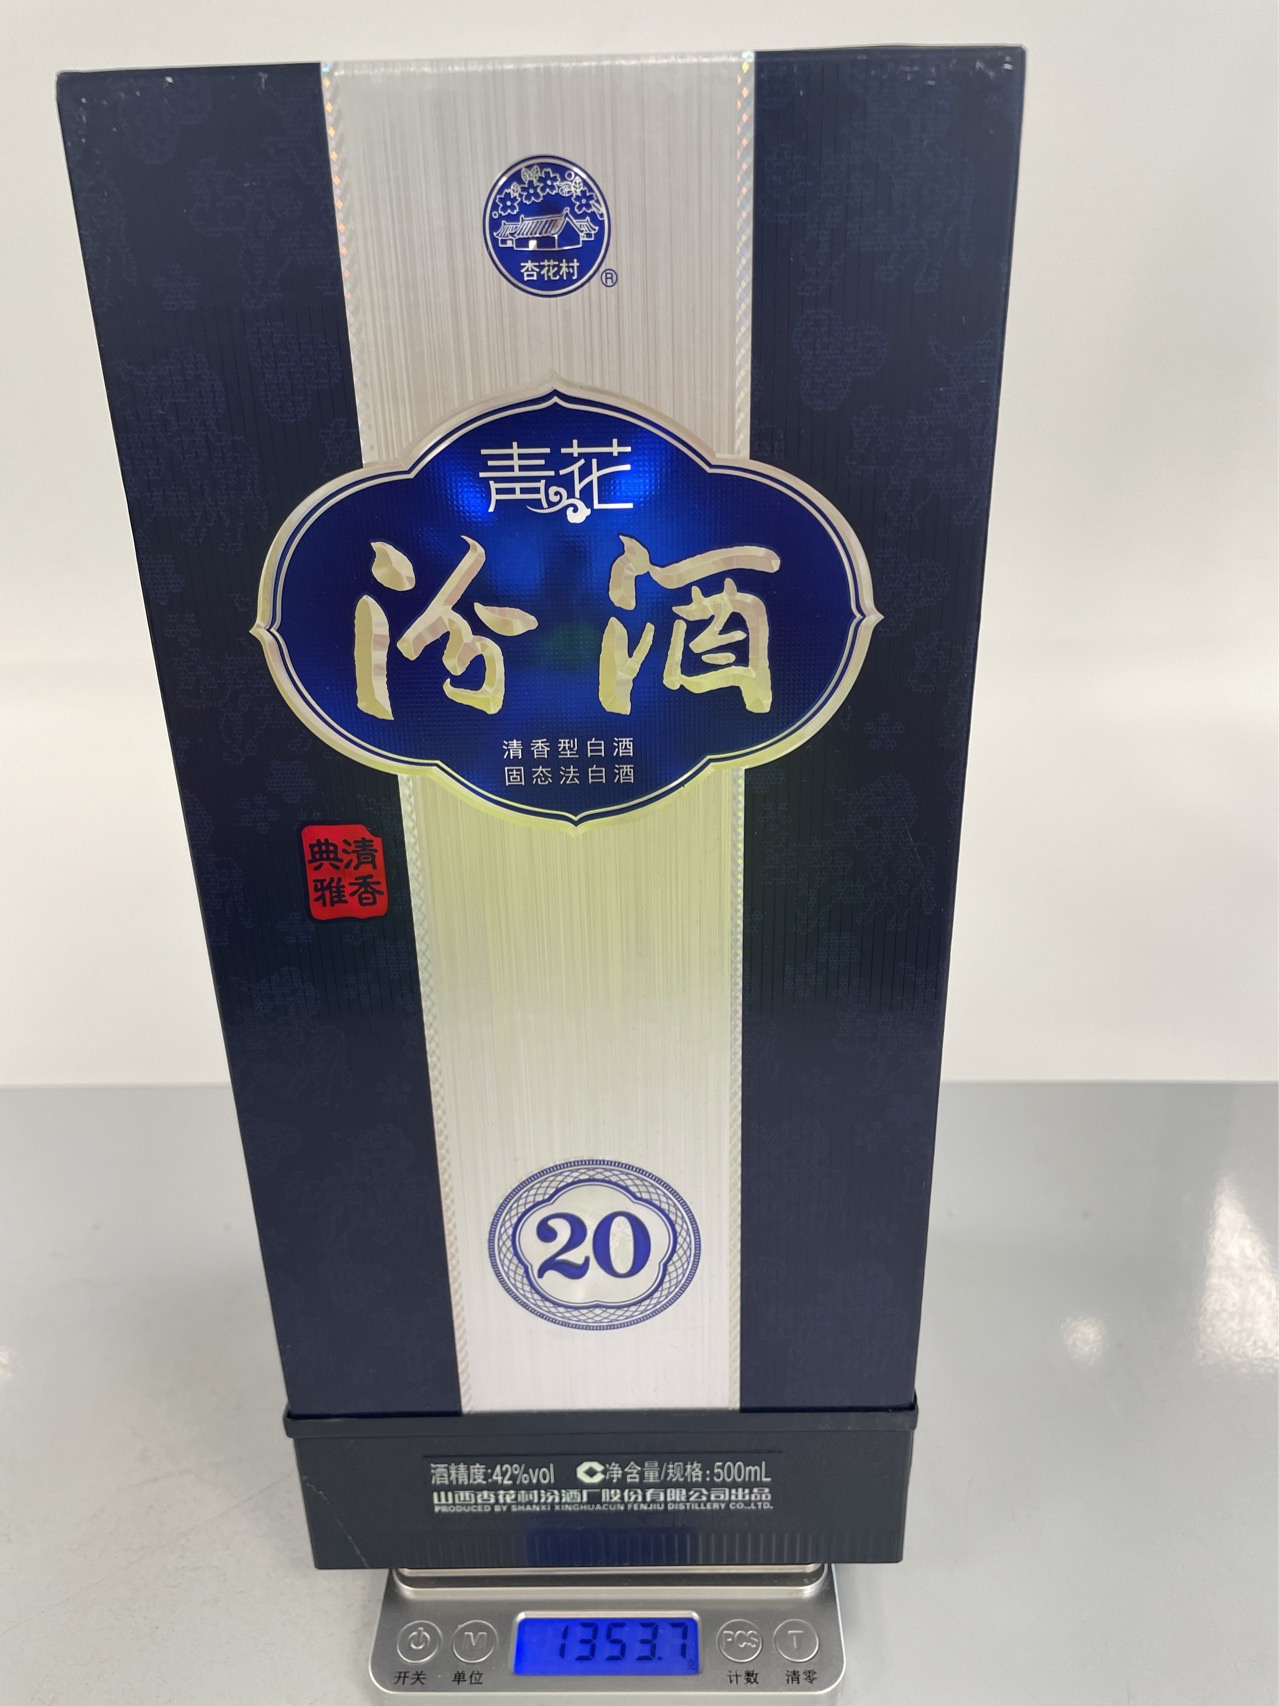 杏花村
®
青花
汾酒
清香型白酒
固态法白酒
清香
典雅
20
酒精度:42%vol 净含量/规格:500mL
山西杏花村汾酒厂股份有限公司出品
PRODUCED BY SHANXI XINGHUACUN FENJIU DISTILLERY CO.,LTD.
1353.7
M PCS T
开关 单位 计数 清零